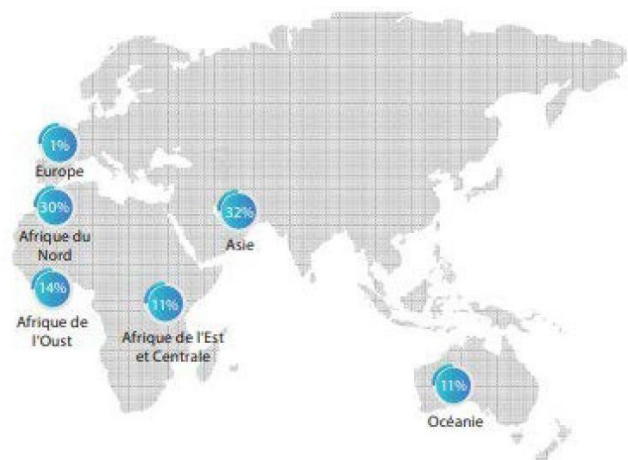 1%
Europe
30%
Afrique du
Nord
32%
Asie
14%
Afrique de
l'Oust
11%
Afrique de l'Est
et Centrale
11%
Océanie